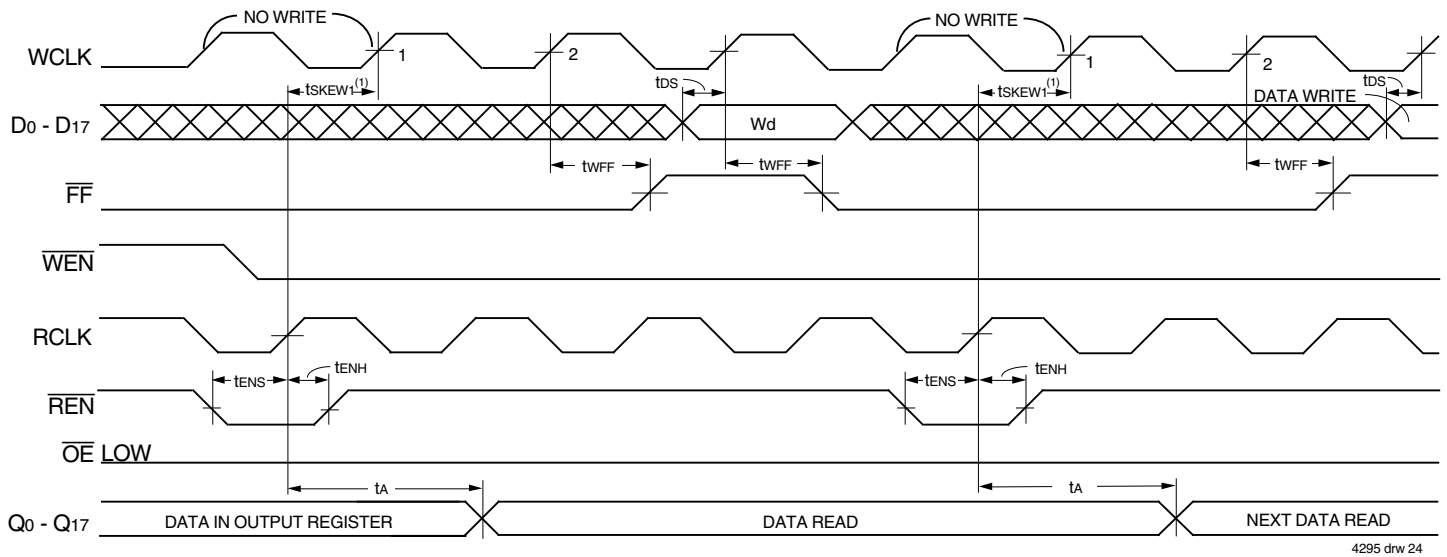 NO WRITE NO WRITE
WCLK 1 2 1 2
tSKEW1(1) tDS tSKEW1(1) tDS
DATA WRITE
D0 - D17 Wd
tWFF tWFF tWFF
FF
WEN
RCLK
tENS tENH tENS tENH
REN
OE LOW
tA tA
Q0 - Q17 DATA IN OUTPUT REGISTER DATA READ NEXT DATA READ
4295 drw 24